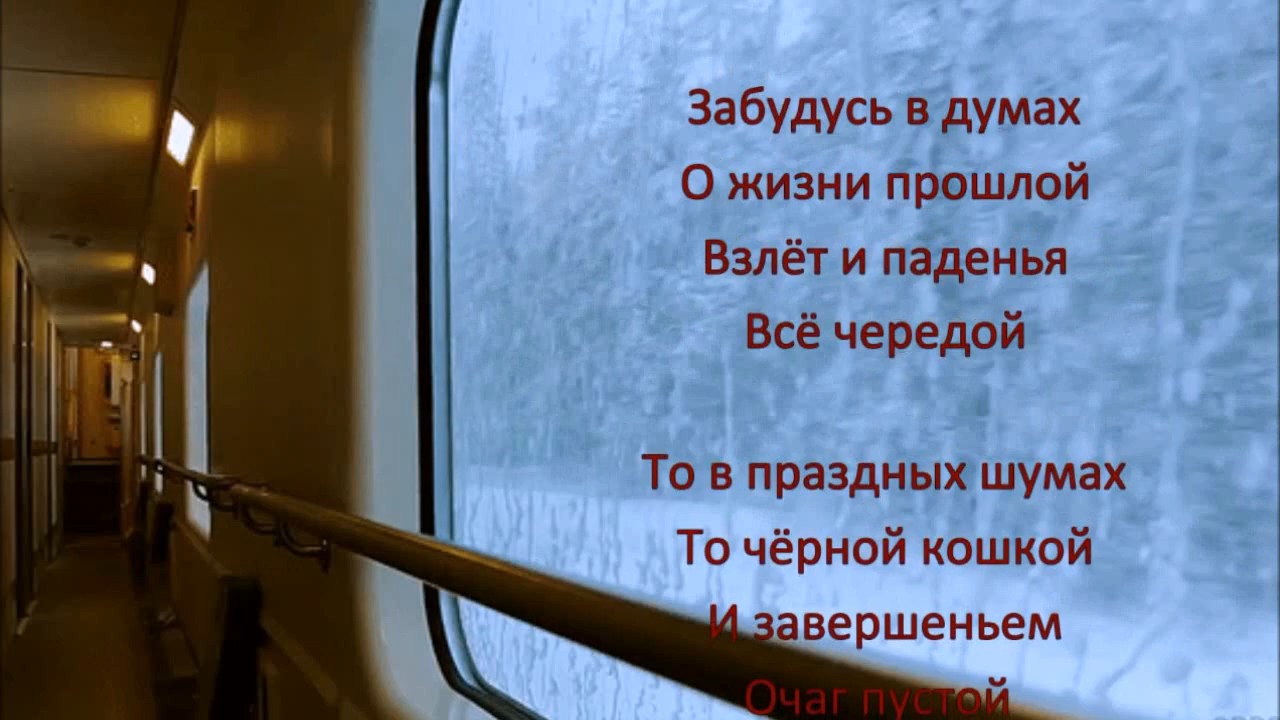 Забудусь в думах
О жизни прошлой
Взлёт и паденья
Всё чередой
То в праздных шумах
То чёрной кошкой
И завершеньем
Очаг пустой